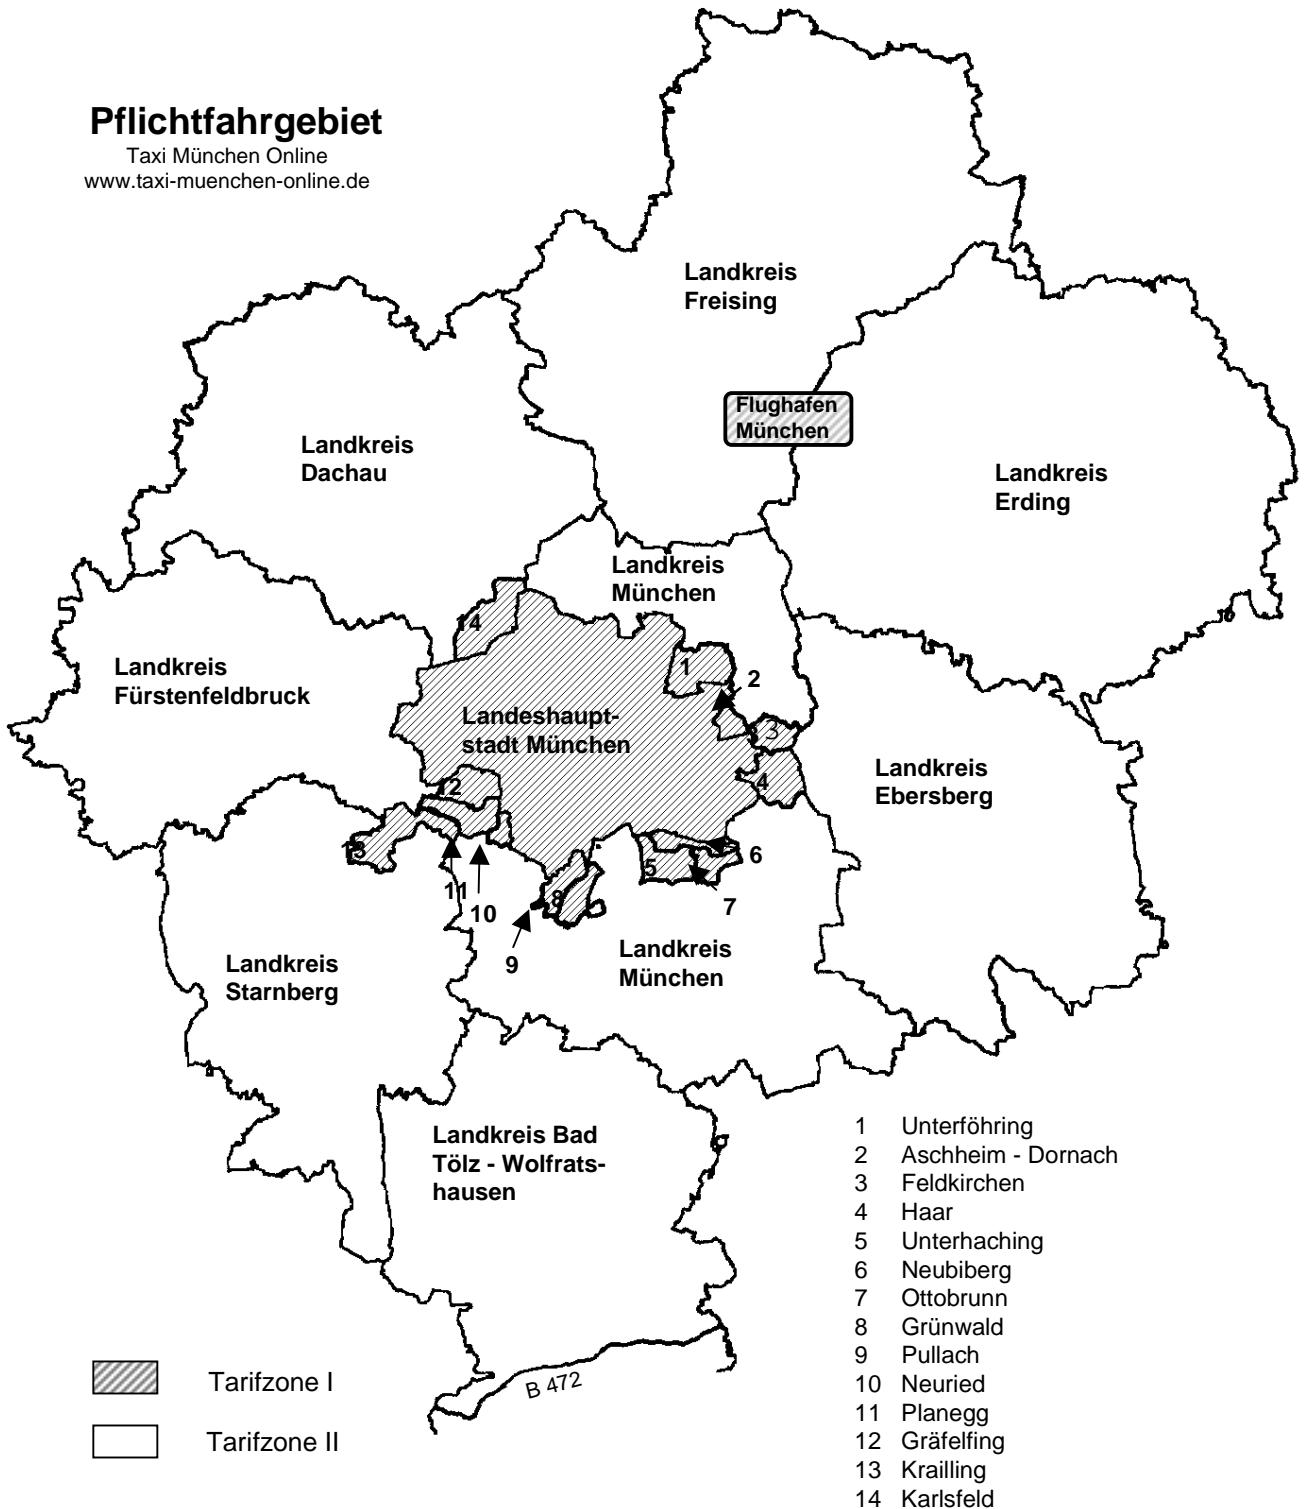 Pflichtfahrgebiet
Taxi München Online
www.taxi-muenchen-online.de
Landkreis
Freising
Flughafen
München
Landkreis
Dachau
Landkreis
Erding
Landkreis
München
14
Landkreis
Fürstenfeldbruck
1
2
Landeshaupt-
stadt München
3
4
12
Landkreis
Ebersberg
13
11
10
5
6
7
8
9
Landkreis
München
Landkreis
Starnberg
Landkreis Bad
Tölz - Wolfrats-
hausen
B 472
Tarifzone I
Tarifzone II
1 Unterföhring
2 Aschheim - Dornach
3 Feldkirchen
4 Haar
5 Unterhaching
6 Neubiberg
7 Ottobrunn
8 Grünwald
9 Pullach
10 Neuried
11 Planegg
12 Gräfelfing
13 Krailling
14 Karlsfeld